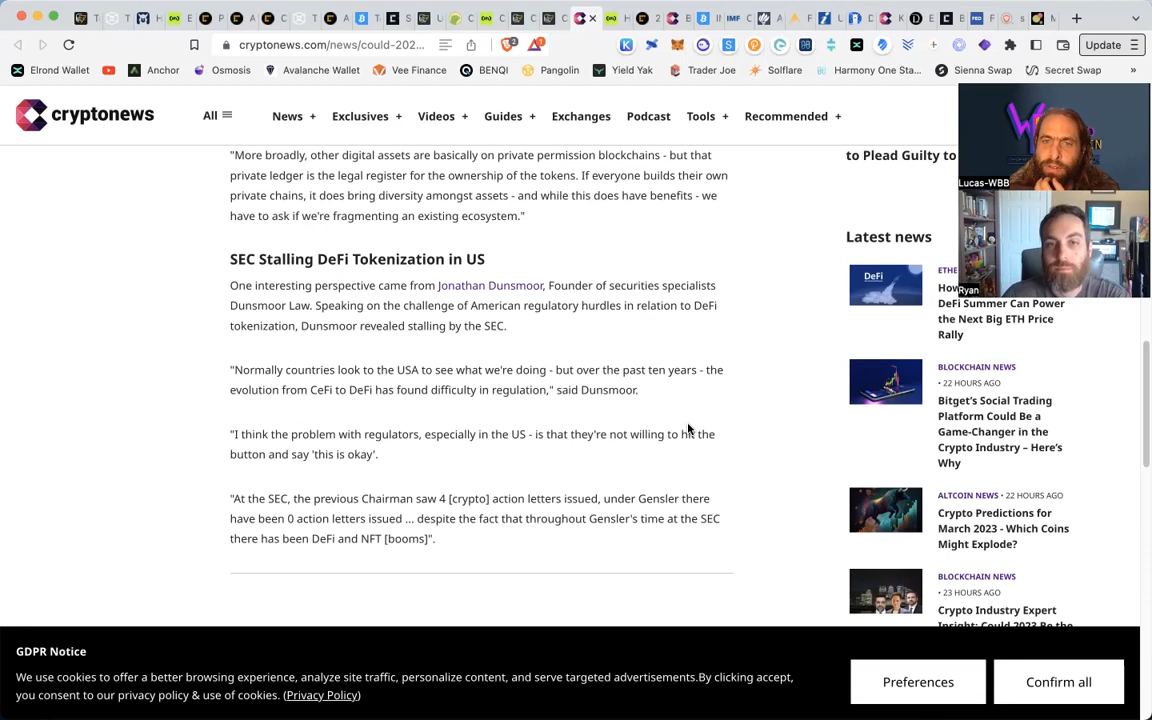 cryptonews.com/news/could-202...
2
1
Update
Elrond Wallet
Anchor
Osmosis
Avalanche Wallet
Vee Finance
BENQI
Pangolin
Yield Yak
Trader Joe
Solflare
Harmony One Sta...
Sienna Swap
Secret Swap
»
cryptonews
All
News +
Exclusives +
Videos +
Guides +
Exchanges
Podcast
Tools +
Recommended +
Lucas-WBB
Ryan
"More broadly, other digital assets are basically on private permission blockchains - but that
private ledger is the legal register for the ownership of the tokens. If everyone builds their own
private chains, it does bring diversity amongst assets - and while this does have benefits - we
have to ask if we're fragmenting an existing ecosystem."
SEC Stalling DeFi Tokenization in US
One interesting perspective came from Jonathan Dunsmoor, Founder of securities specialists
Dunsmoor Law. Speaking on the challenge of American regulatory hurdles in relation to DeFi
tokenization, Dunsmoor revealed stalling by the SEC.
"Normally countries look to the USA to see what we're doing - but over the past ten years - the
evolution from CeFi to DeFi has found difficulty in regulation," said Dunsmoor.
"I think the problem with regulators, especially in the US - is that they're not willing to hit the
button and say 'this is okay'.
"At the SEC, the previous Chairman saw 4 [crypto] action letters issued, under Gensler there
have been 0 action letters issued ... despite the fact that throughout Gensler's time at the SEC
there has been DeFi and NFT [booms]".
to Plead Guilty to
Latest news
DeFi
ETHE
How
DeFi Summer Can Power
the Next Big ETH Price
Rally
BLOCKCHAIN NEWS
• 22 HOURS AGO
Bitget's Social Trading
Platform Could Be a
Game-Changer in the
Crypto Industry – Here's
Why
ALTCOIN NEWS • 22 HOURS AGO
Crypto Predictions for
March 2023 - Which Coins
Might Explode?
BLOCKCHAIN NEWS
• 23 HOURS AGO
Crypto Industry Expert
Insight: Could 2023 Be the
GDPR Notice
We use cookies to offer a better browsing experience, analyze site traffic, personalize content, and serve targeted advertisements.By clicking accept,
you consent to our privacy policy & use of cookies. (Privacy Policy)
Preferences
Confirm all